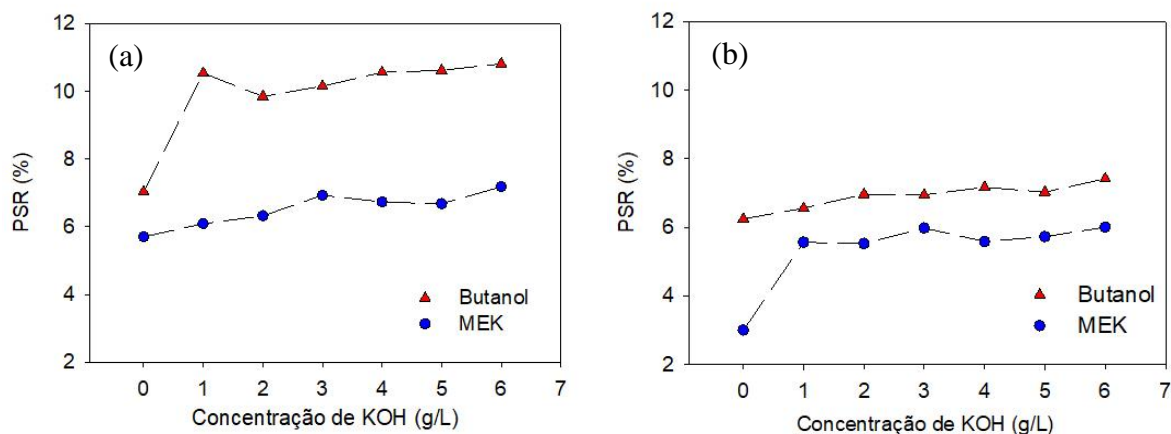 (a)
PSR (%)
12
10
8
6
4
2
Butanol
MEK
0 1 2 3 4 5 6 7
Concentração de KOH (g/L)
(b)
PSR (%)
12
10
8
6
4
2
Butanol
MEK
0 1 2 3 4 5 6 7
Concentração de KOH (g/L)